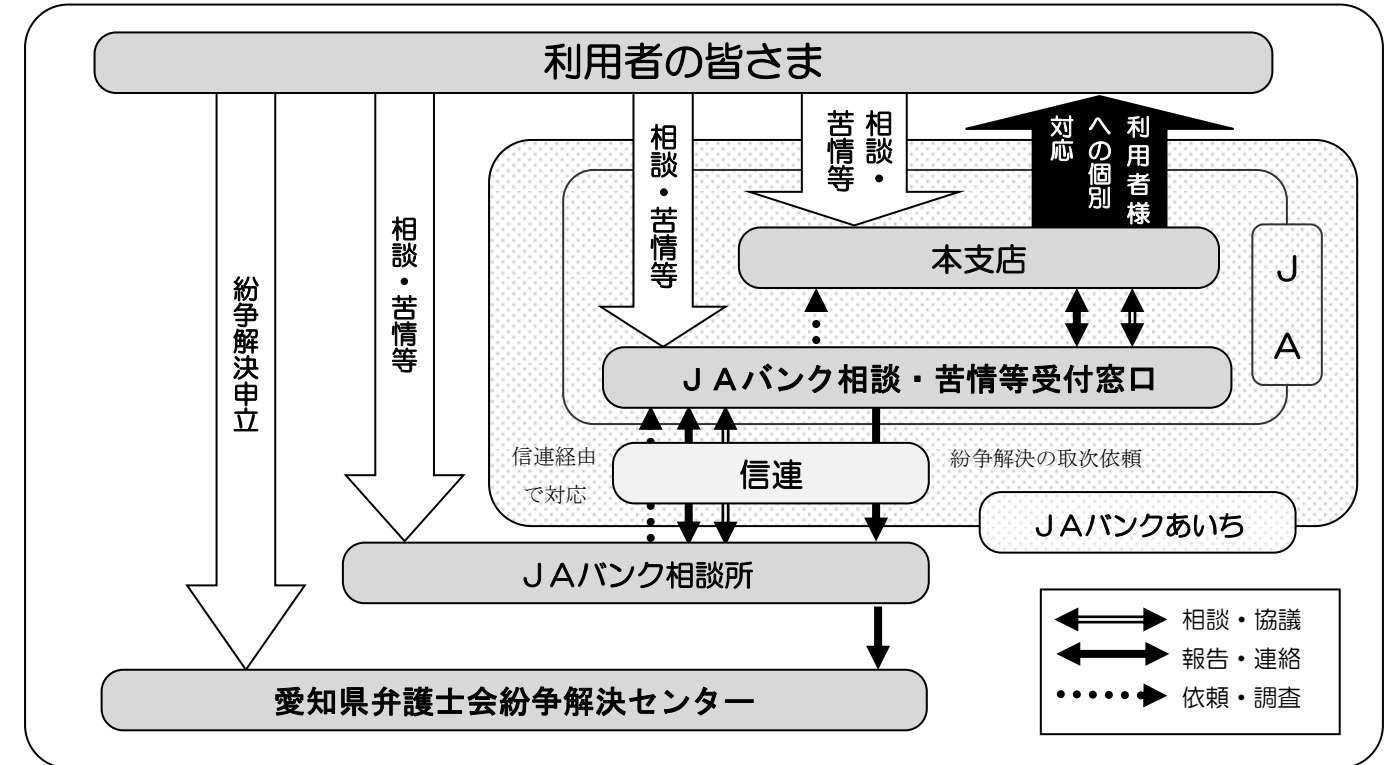 利用者の皆さま
紛争解決申立
相談・苦情等
相談・苦情等
相談・
苦情等
利用者様
への個別
対応
本支店
ＪＡ
ＪＡバンク相談・苦情等受付窓口
信連経由
で対応
信連
紛争解決の取次依頼
ＪＡバンクあいち
ＪＡバンク相談所
愛知県弁護士会紛争解決センター
相談・協議
報告・連絡
依頼・調査